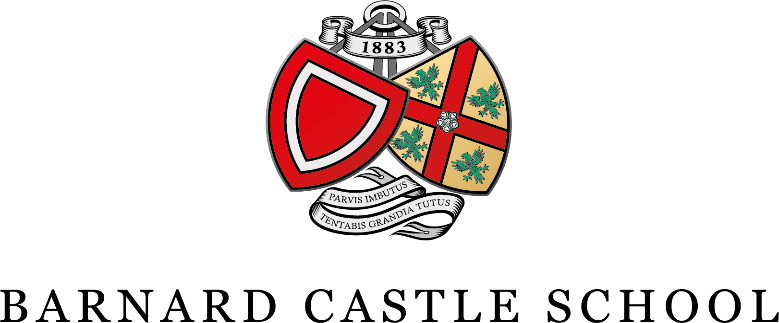 1883
PARVIS IMBUTUS
TENTABIS GRANDIA TUTUS
BARNARD CASTLE SCHOOL